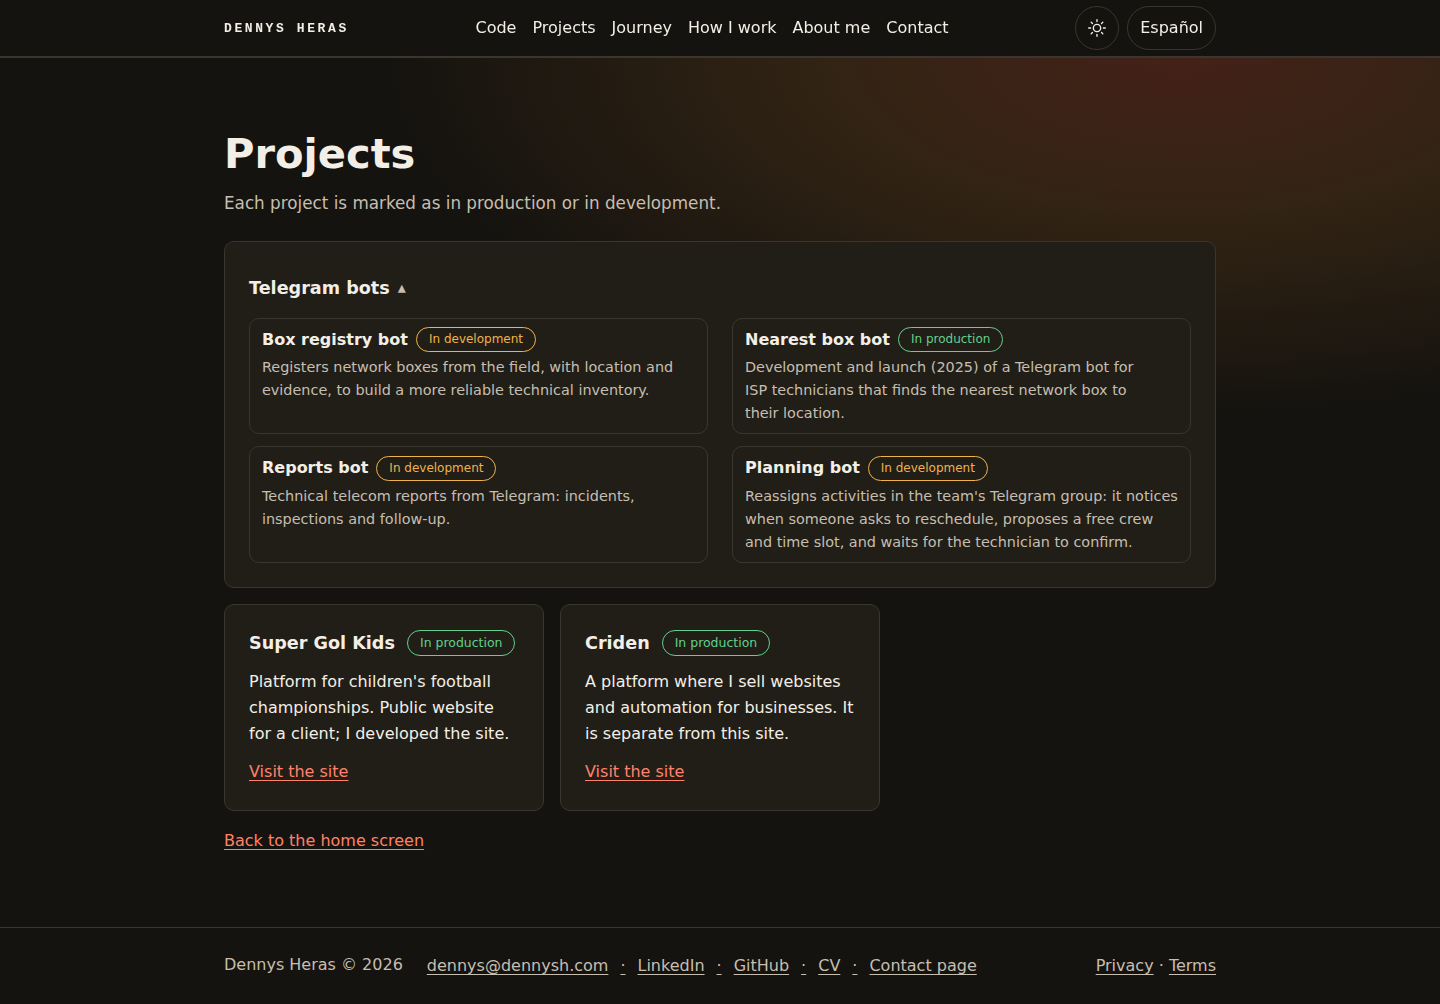 DENNYS HERAS Code Projects Journey How I work About me Contact Español
Projects
Each project is marked as in production or in development.
Telegram bots ▲
Box registry bot In development
Registers network boxes from the field, with location and
evidence, to build a more reliable technical inventory.
Nearest box bot In production
Development and launch (2025) of a Telegram bot for
ISP technicians that finds the nearest network box to
their location.
Reports bot In development
Technical telecom reports from Telegram: incidents,
inspections and follow-up.
Planning bot In development
Reassigns activities in the team's Telegram group: it notices
when someone asks to reschedule, proposes a free crew
and time slot, and waits for the technician to confirm.
Super Gol Kids In production
Platform for children's football
championships. Public website
for a client; I developed the site.
Visit the site
Criden In production
A platform where I sell websites
and automation for businesses. It
is separate from this site.
Visit the site
Back to the home screen
Dennys Heras © 2026 dennys@dennysh.com · LinkedIn · GitHub · CV · Contact page Privacy · Terms